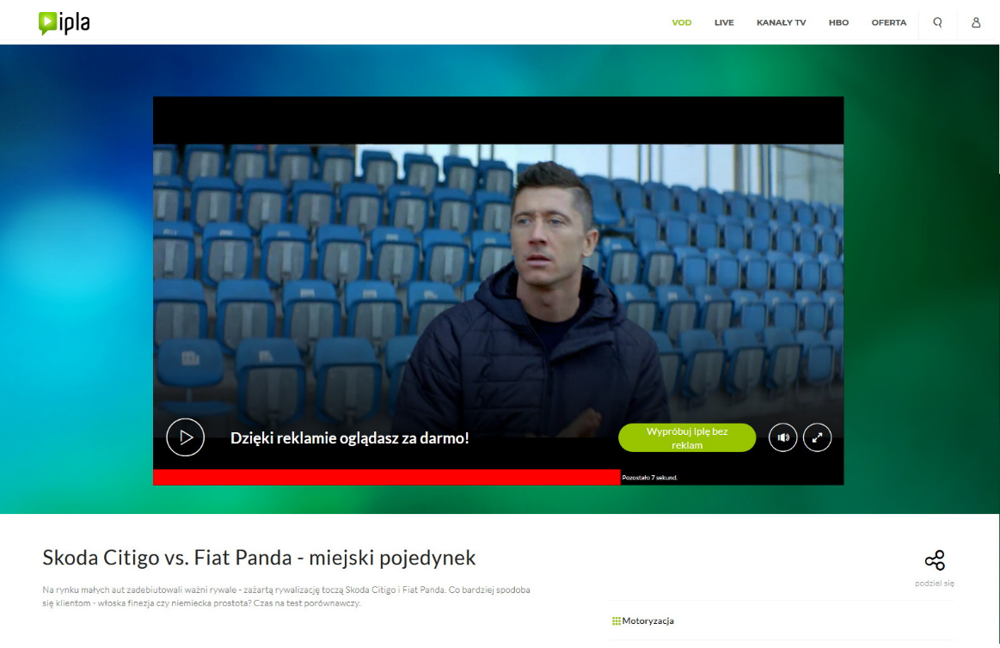 ipla
VOD LIVE KANAŁY TV HBO OFERTA
Dzięki reklamie oglądasz za darmo!
Wypróbuj iplę bez
reklam
Pozostało 7 sekund.
Skoda Citigo vs. Fiat Panda - miejski pojedynek
podziel się
Na rynku małych aut zadebiutowali ważni rywale - zażartą rywalizację toczą Skoda Citigo i Fiat Panda. Co bardziej spodoba
się klientom - włoska finezja czy niemiecka prostota? Czas na test porównawczy.
Motoryzacja